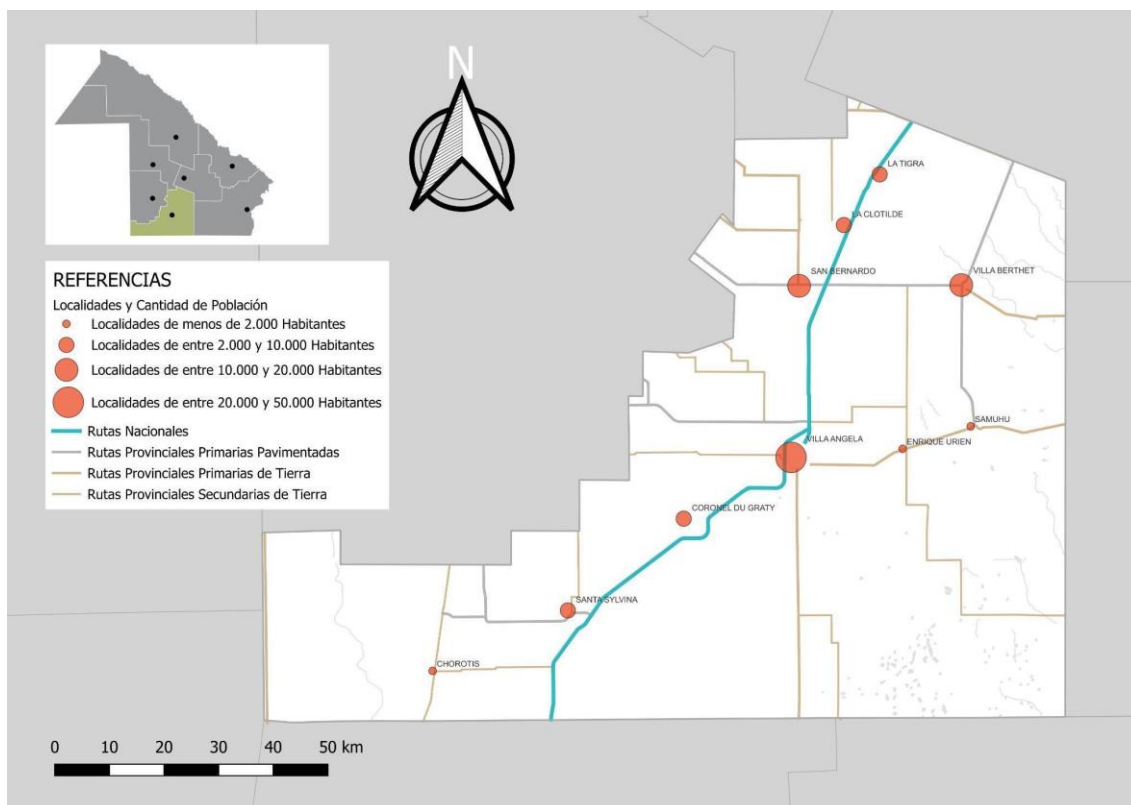 N
REFERENCIAS
Localidades y Cantidad de Población
Localidades de menos de 2.000 Habitantes
Localidades de entre 2.000 y 10.000 Habitantes
Localidades de entre 10.000 y 20.000 Habitantes
Localidades de entre 20.000 y 50.000 Habitantes
Rutas Nacionales
Rutas Provinciales Primarias Pavimentadas
Rutas Provinciales Primarias de Tierra
Rutas Provinciales Secundarias de Tierra
LA TIGRA
LA CLOTILDE
SAN BERNARDO
VILLA BERTHET
SAMUHU
VILLA ANGELA
ENRIQUE URIEN
CORONEL DU GRATY
SANTA SYLVINA
CHOROTIS
0 10 20 30 40 50 km